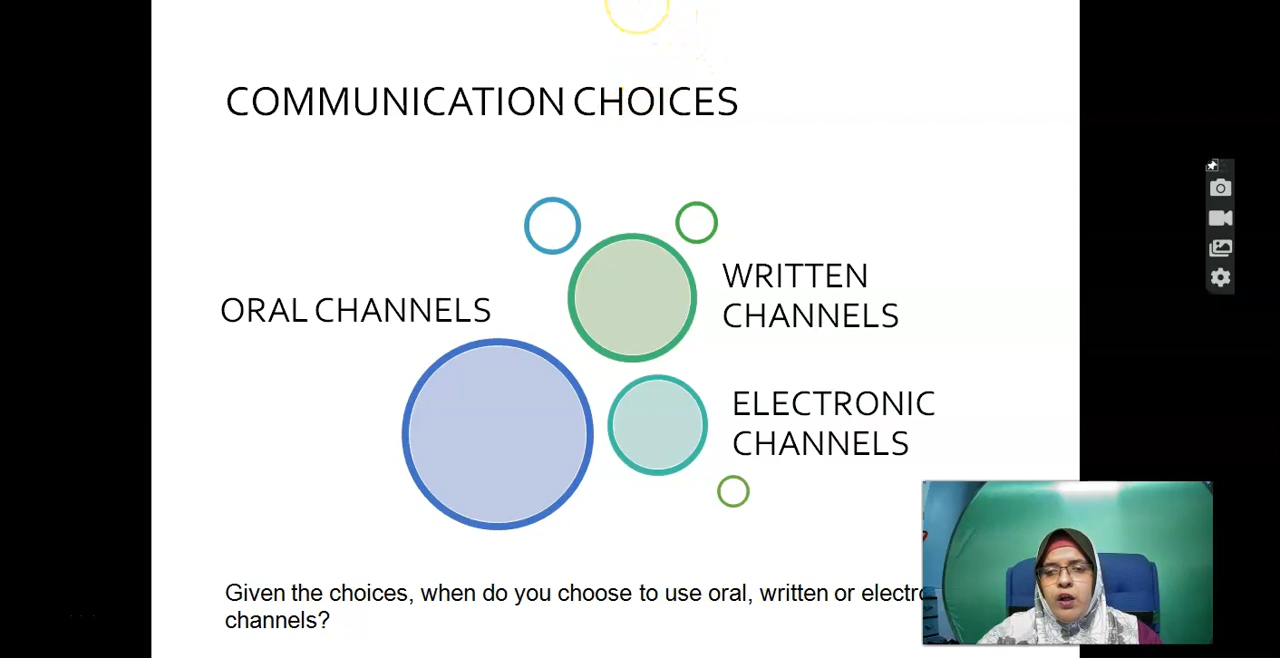 COMMUNICATION CHOICES
ORAL CHANNELS
WRITTEN
CHANNELS
ELECTRONIC
CHANNELS
Given the choices, when do you choose to use oral, written or
channels?